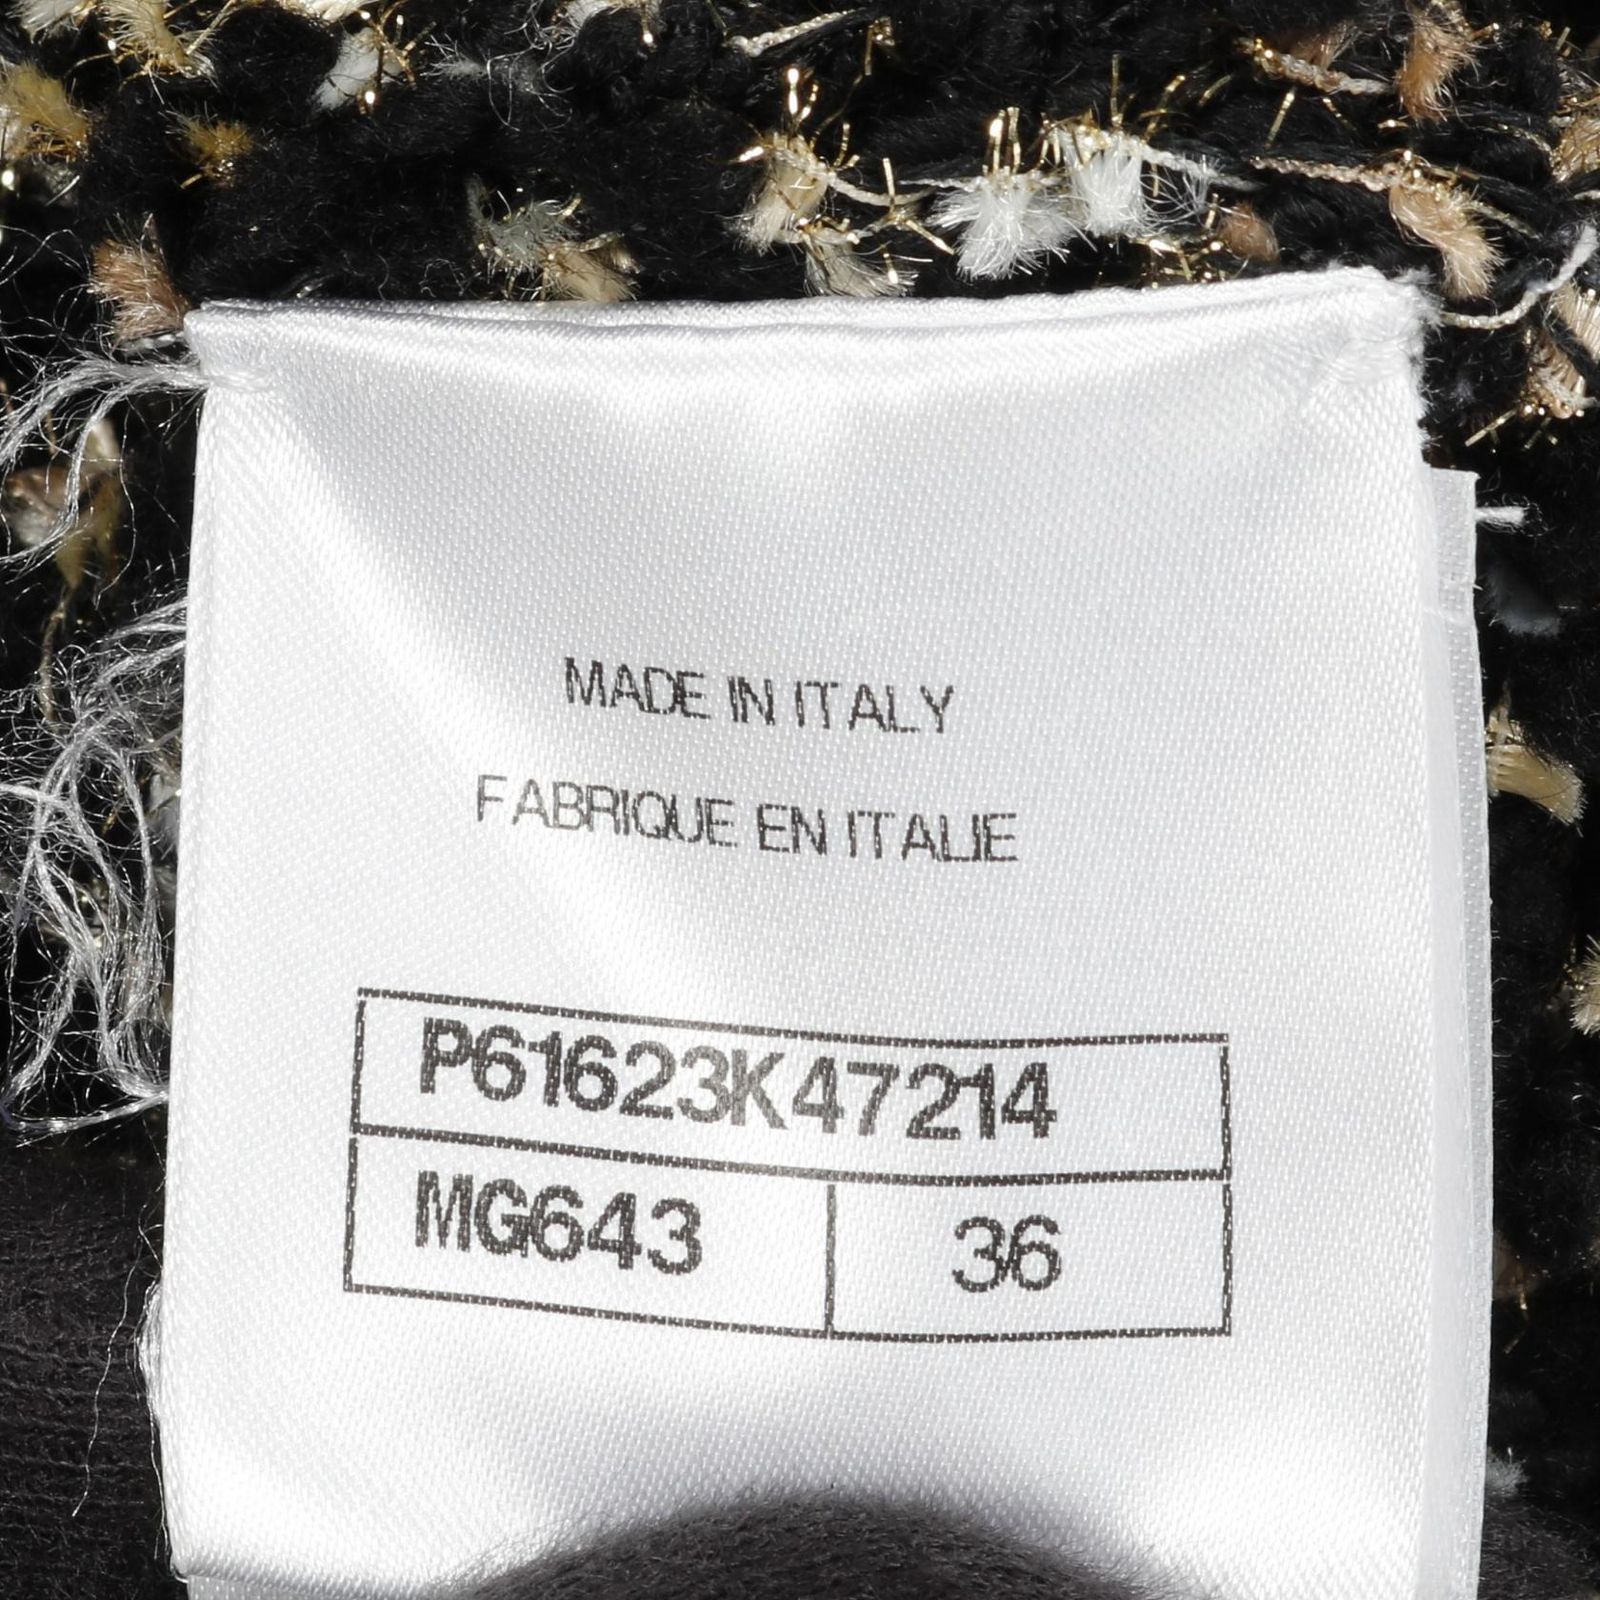 MADE IN ITALY
FABRIQUE EN ITALIE
P61623K47214
MG643 36